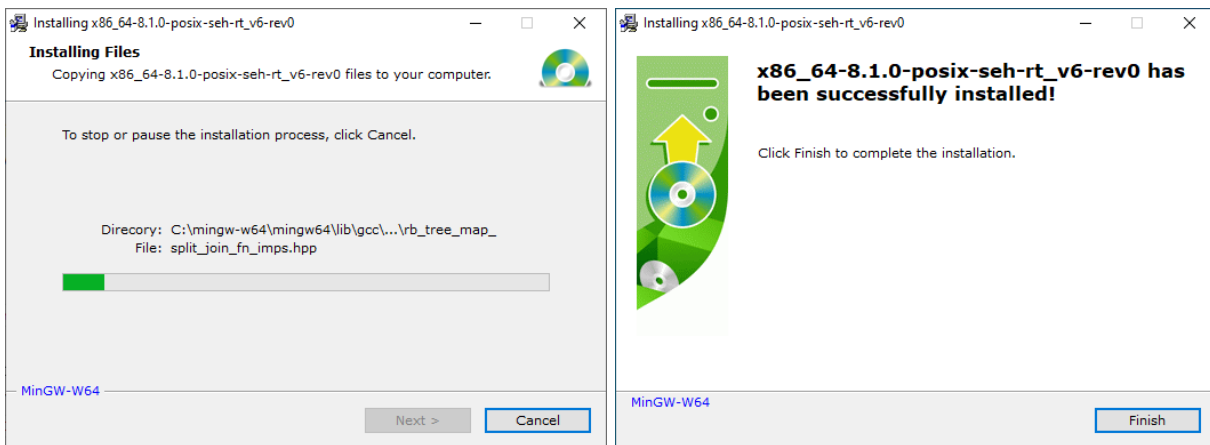 Installing x86_64-8.1.0-posix-seh-rt_v6-rev0
Installing Files
Copying x86_64-8.1.0-posix-seh-rt_v6-rev0 files to your computer.
To stop or pause the installation process, click Cancel.
Direcory: C:\mingw-w64\mingw64\lib\gcc\...\rb_tree_map_
File: split_join_fn_imps.hpp
MinGW-W64
Next >
Cancel
Installing x86_64-8.1.0-posix-seh-rt_v6-rev0
x86_64-8.1.0-posix-seh-rt_v6-rev0 has
been successfully installed!
Click Finish to complete the installation.
MinGW-W64
Finish